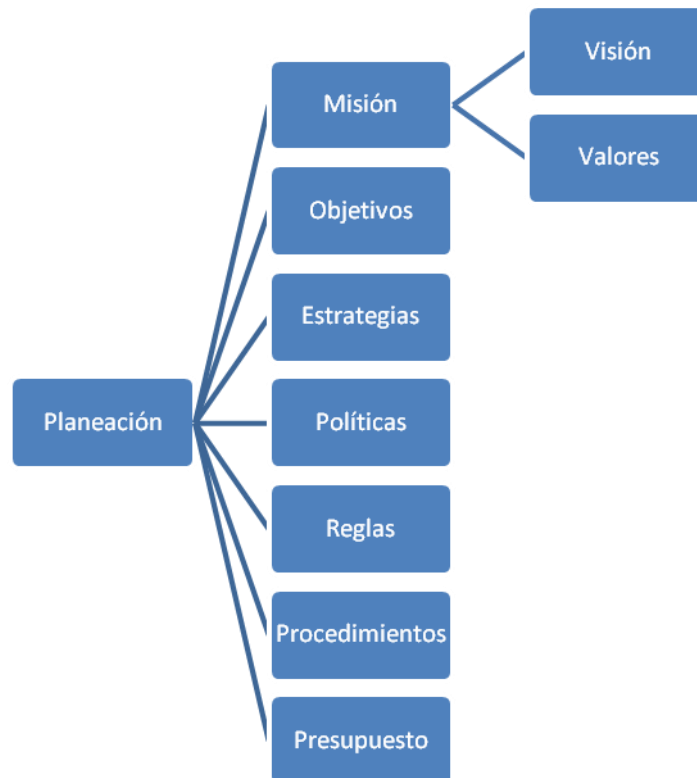 Planeación
Misión
Visión
Valores
Objetivos
Estrategias
Políticas
Reglas
Procedimientos
Presupuesto